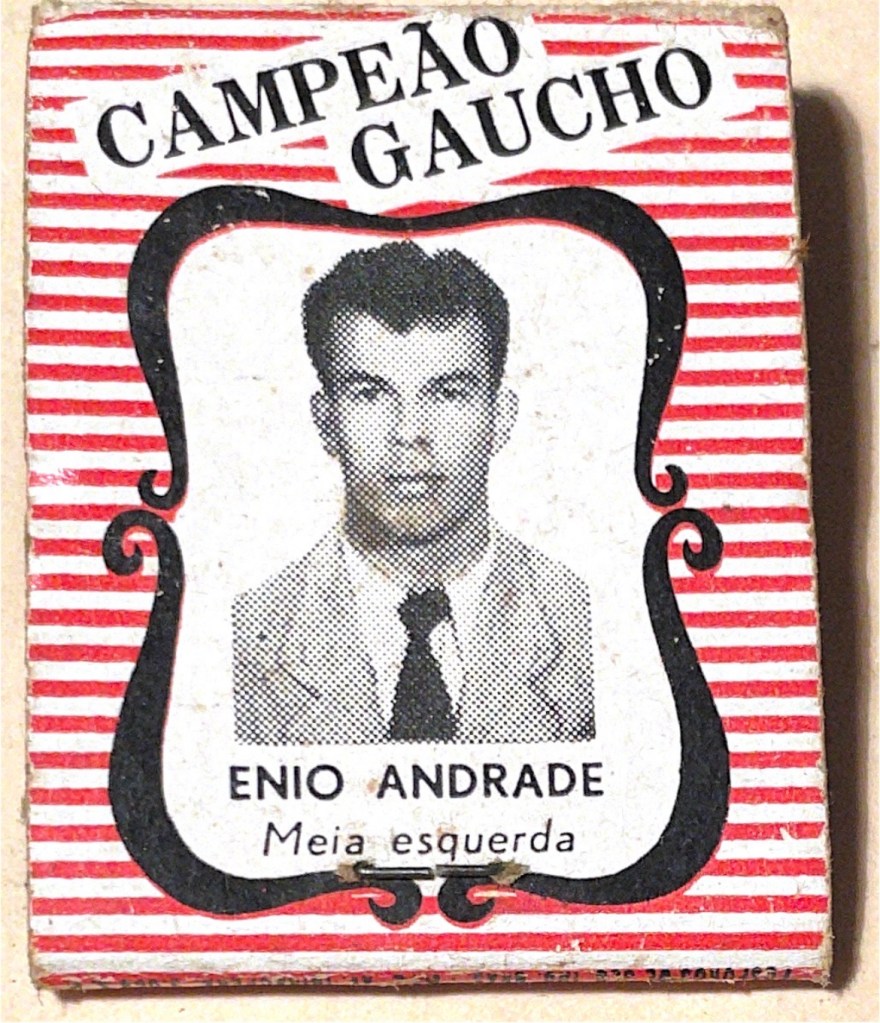 CAMPEÃO
GAUCHO
ENIO ANDRADE
Meia esquerda